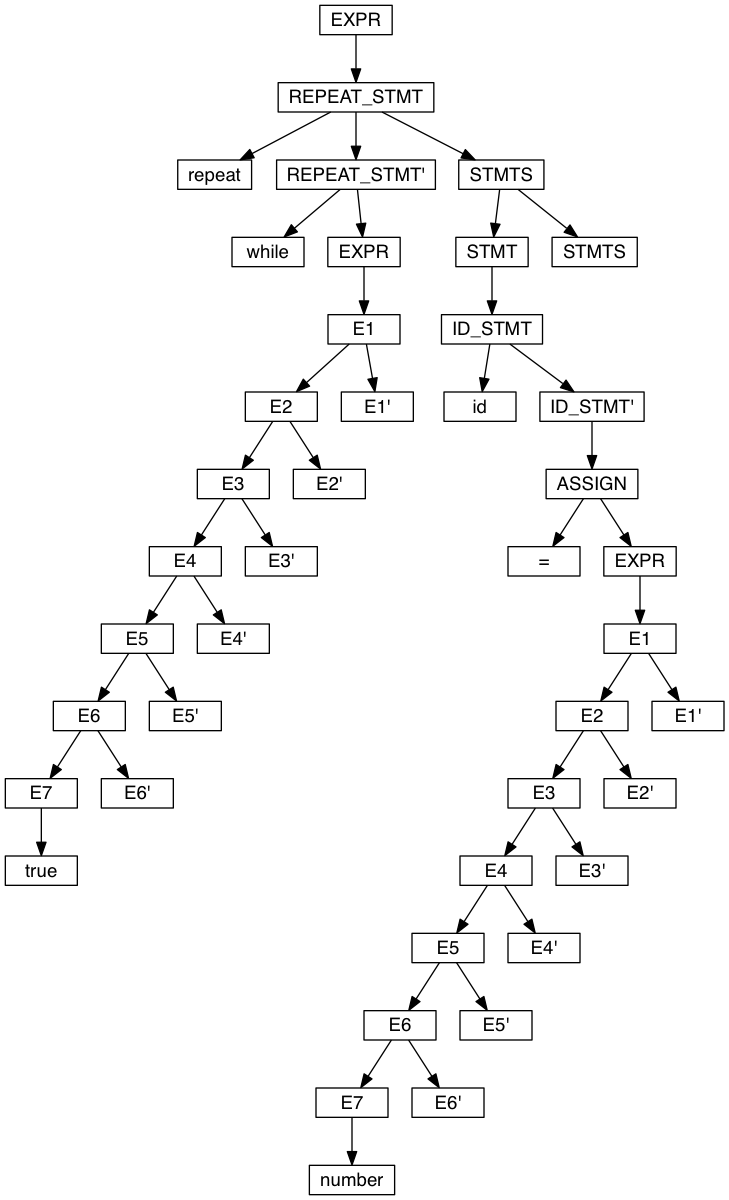 EXPR
REPEAT_STMT
repeat REPEAT_STMT' STMTS
while EXPR STMT STMTS
E1 ID_STMT
E2 E1' id ID_STMT'
E3 E2' ASSIGN
E4 E3' = EXPR
E5 E4' E1
E6 E5' E2 E1'
E7 E6' E3 E2'
true E4 E3'
E5 E4'
E6 E5'
E7 E6'
number